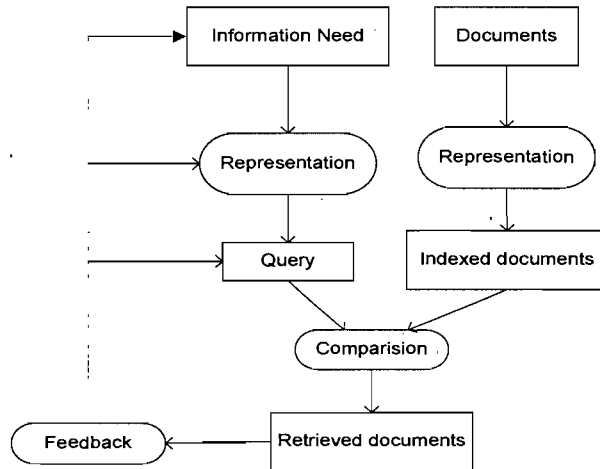 Information Need
Documents
Representation
Representation
Query
Indexed documents
Comparision
Retrieved documents
Feedback